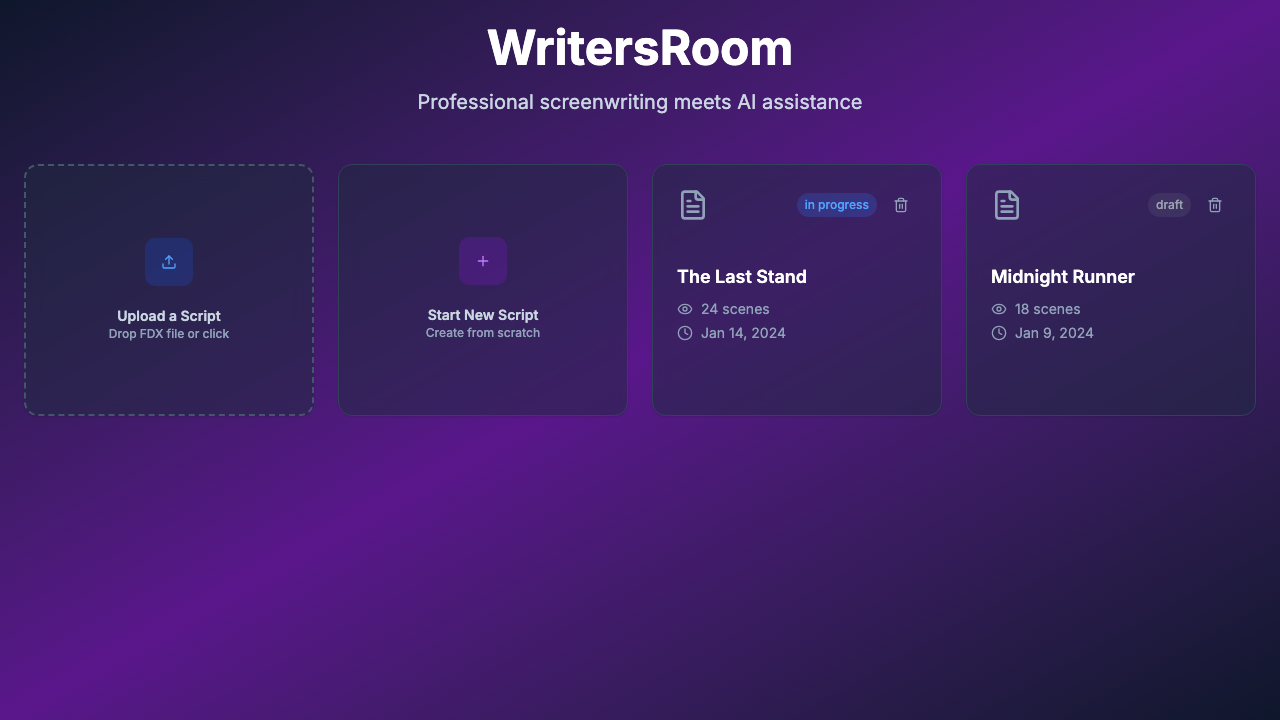 WritersRoom
Professional screenwriting meets AI assistance
Upload a Script
Drop FDX file or click
Start New Script
Create from scratch
in progress
The Last Stand
24 scenes
Jan 14, 2024
draft
Midnight Runner
18 scenes
Jan 9, 2024